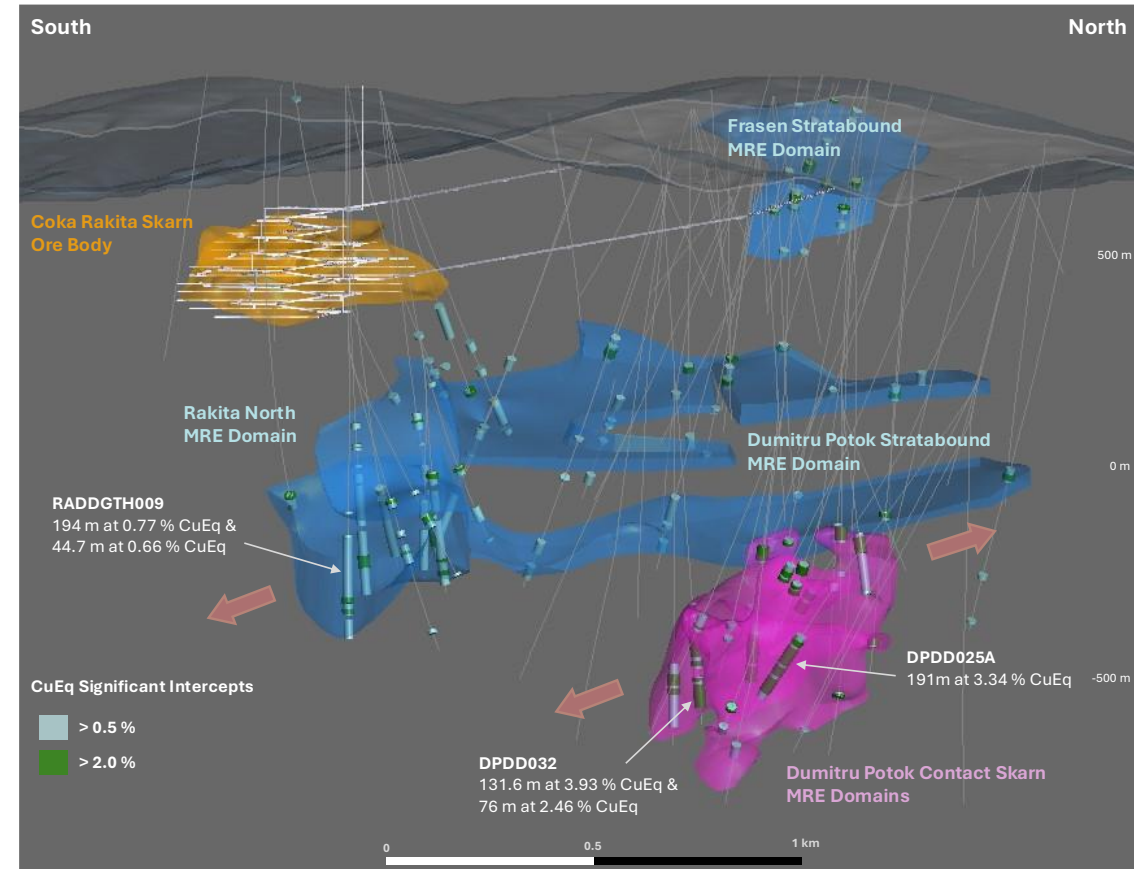 South
North
Frasen Stratabound
MRE Domain
Coka Rakita Skarn
Ore Body
500 m
Rakita North
MRE Domain
Dumitru Potok Stratabound
MRE Domain
0 m
RADDGTH009
194 m at 0.77 % CuEq &
44.7 m at 0.66 % CuEq
DPDD025A
191m at 3.34 % CuEq
-500 m
CuEq Significant Intercepts
> 0.5 %
> 2.0 %
DPDD032
131.6 m at 3.93 % CuEq &
76 m at 2.46 % CuEq
Dumitru Potok Contact Skarn
MRE Domains
0
0.5
1 km